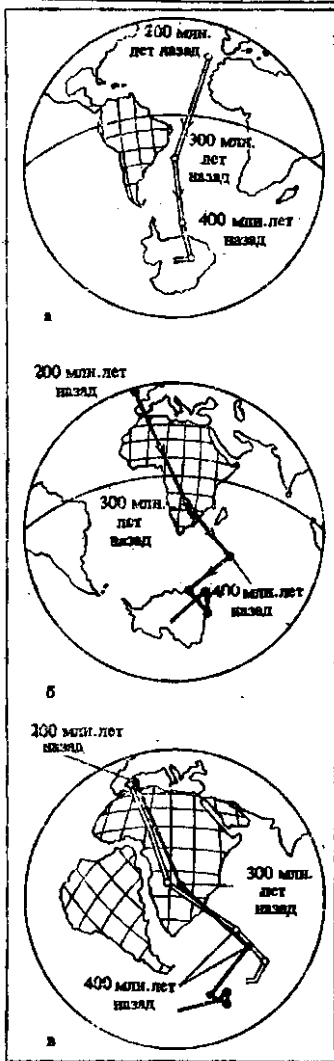 200 млн.
лет назад
300 млн.
лет
назад
400 млн. лет
назад
а
200 млн. лет
назад
300 млн.
лет
назад
400 млн. лет
назад
б
200 млн. лет
назад
300 млн.
лет
назад
400 млн. лет
назад
в